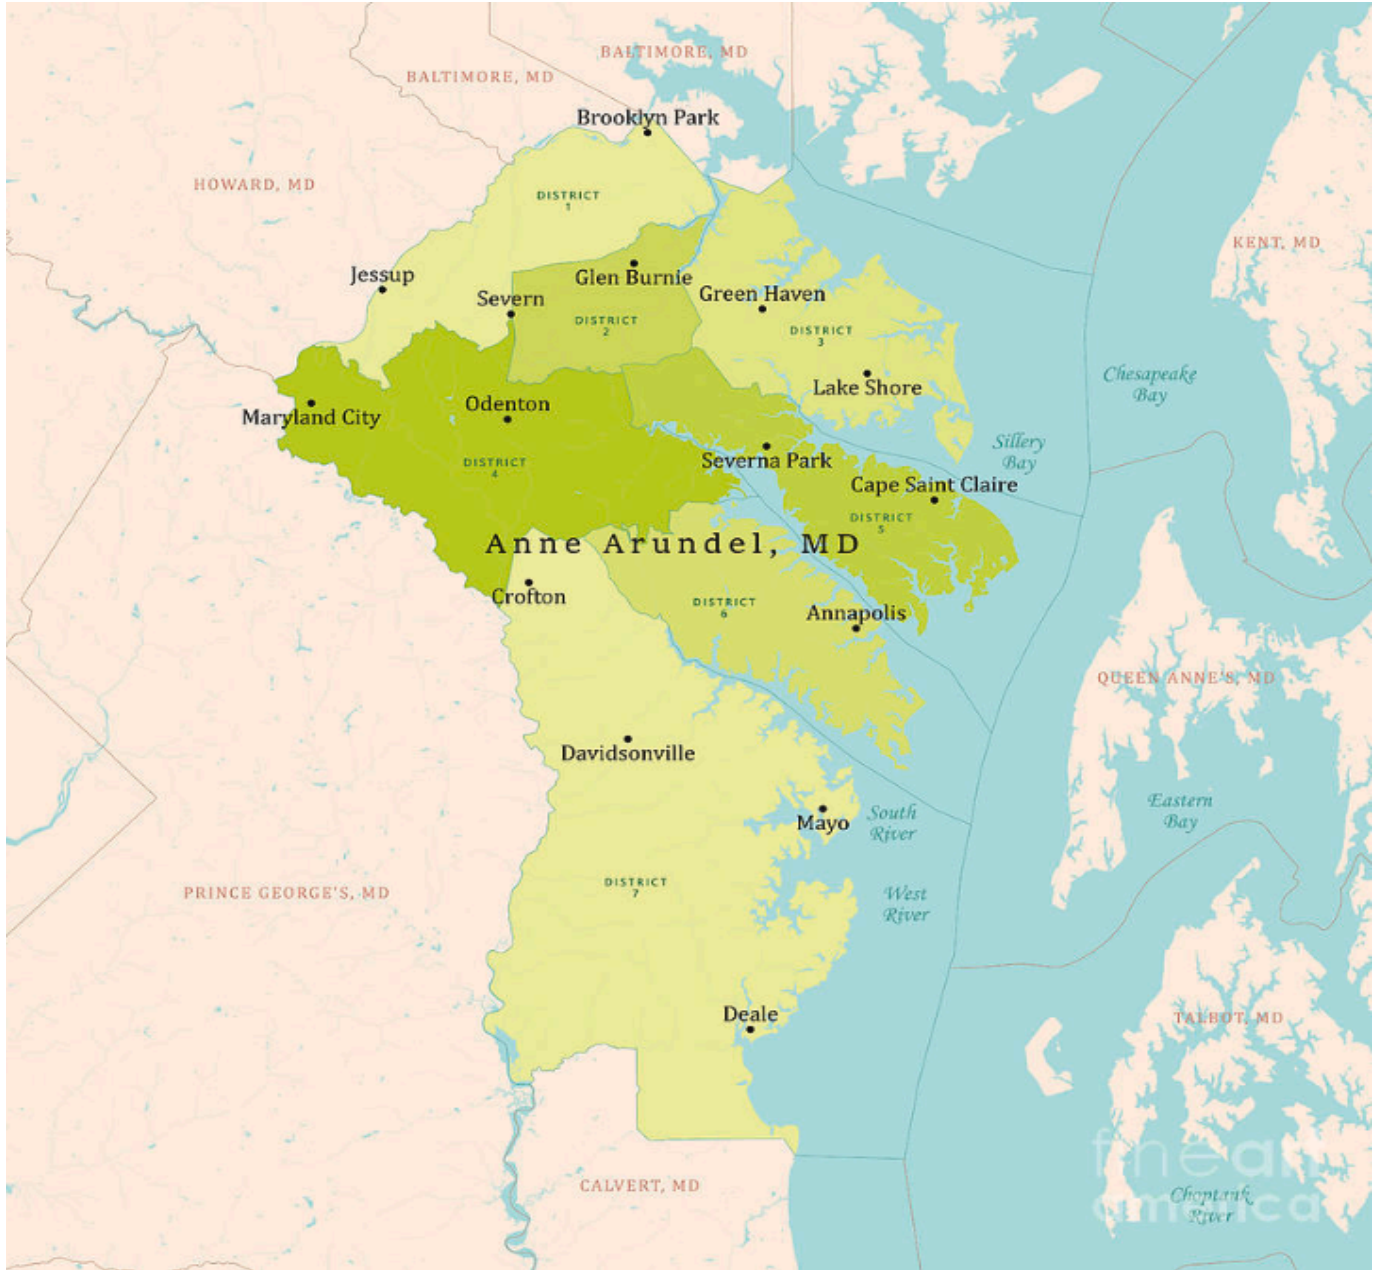 BALTIMORE, MD
BALTIMORE, MD
Brooklyn Park
HOWARD, MD
DISTRICT
1
KENT, MD
Jessup
Glen Burnie
Severn
Green Haven
DISTRICT
2
DISTRICT
3
Chesapeake
Bay
Lake Shore
Maryland City
Odenton
Sillery
Bay
DISTRICT
4
Severna Park
Cape Saint Claire
DISTRICT
5
Anne Arundel, MD
Crofton
DISTRICT
6
Annapolis
QUEEN ANNE'S, MD
Davidsonville
Eastern
Bay
Mayo
South
River
DISTRICT
7
PRINCE GEORGE'S, MD
West
River
Deale
TALBOT, MD
CALVERT, MD
Choptank
River
fine art
america